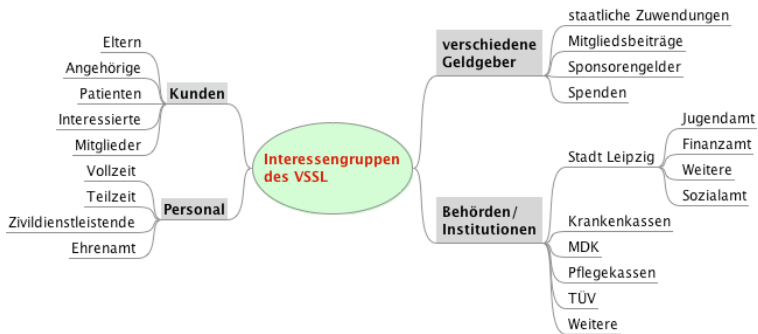 Eltern
Angehörige
Patienten
Interessierte
Mitglieder
Kunden
Vollzeit
Teilzeit
Zivildienstleistende
Ehrenamt
Personal
Interessengruppen
des VSSL
verschiedene
Geldgeber
staatliche Zuwendungen
Mitgliedsbeiträge
Sponsorengelder
Spenden
Behörden/
Institutionen
Stadt Leipzig
Jugendamt
Finanzamt
Weitere
Sozialamt
Krankenkassen
MDK
Pflegekassen
TÜV
Weitere